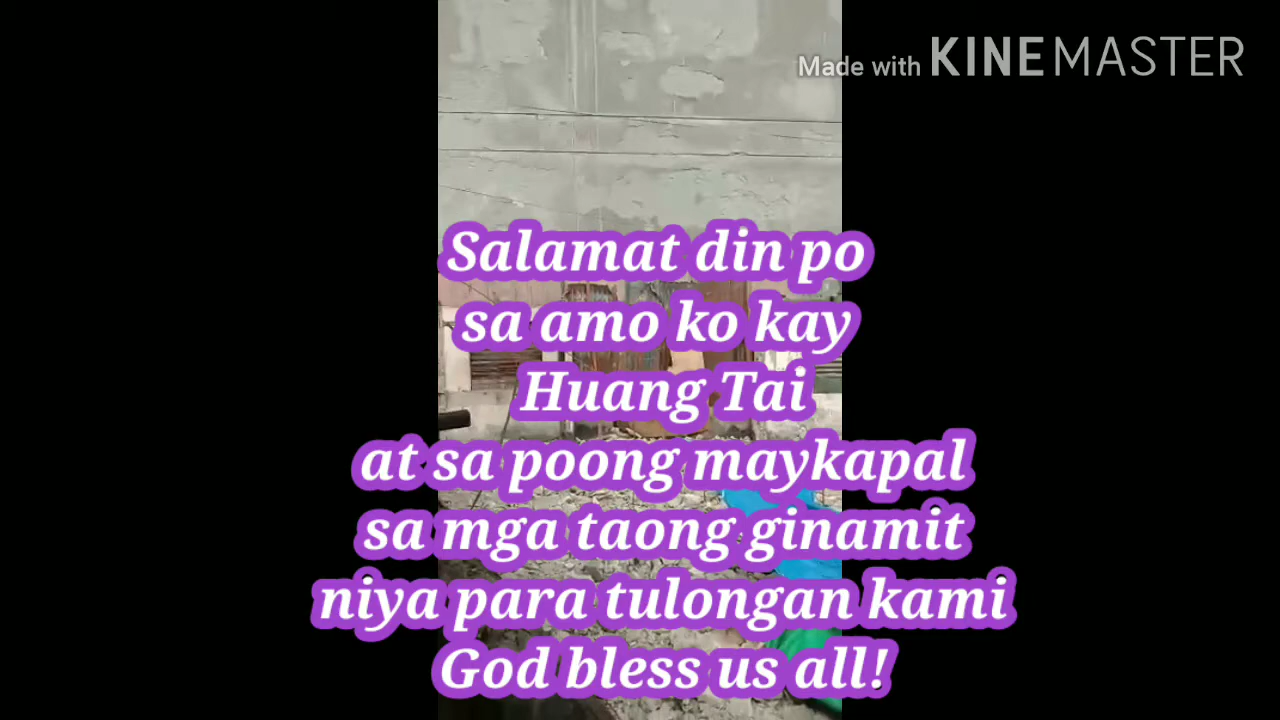 Made with KINEMASTER
Salamat din po
sa amo ko kay
Huang Tai
at sa poong maykapal
sa mga taong ginamit
niya para tulongan kami
God bless us all!